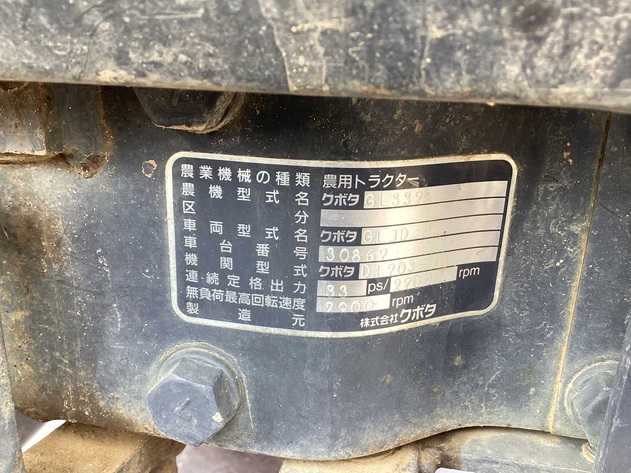 農業機械の種類 農用トラクター
農機型式名 クボタ GL337
区分
車両型式名 クボタ GL10
車台番号 30867
機関型式 クボタ D1703
連続定格出力 33 ps/ rpm
無負荷最高回転速度 2900 rpm
製造元 株式会社クボタ